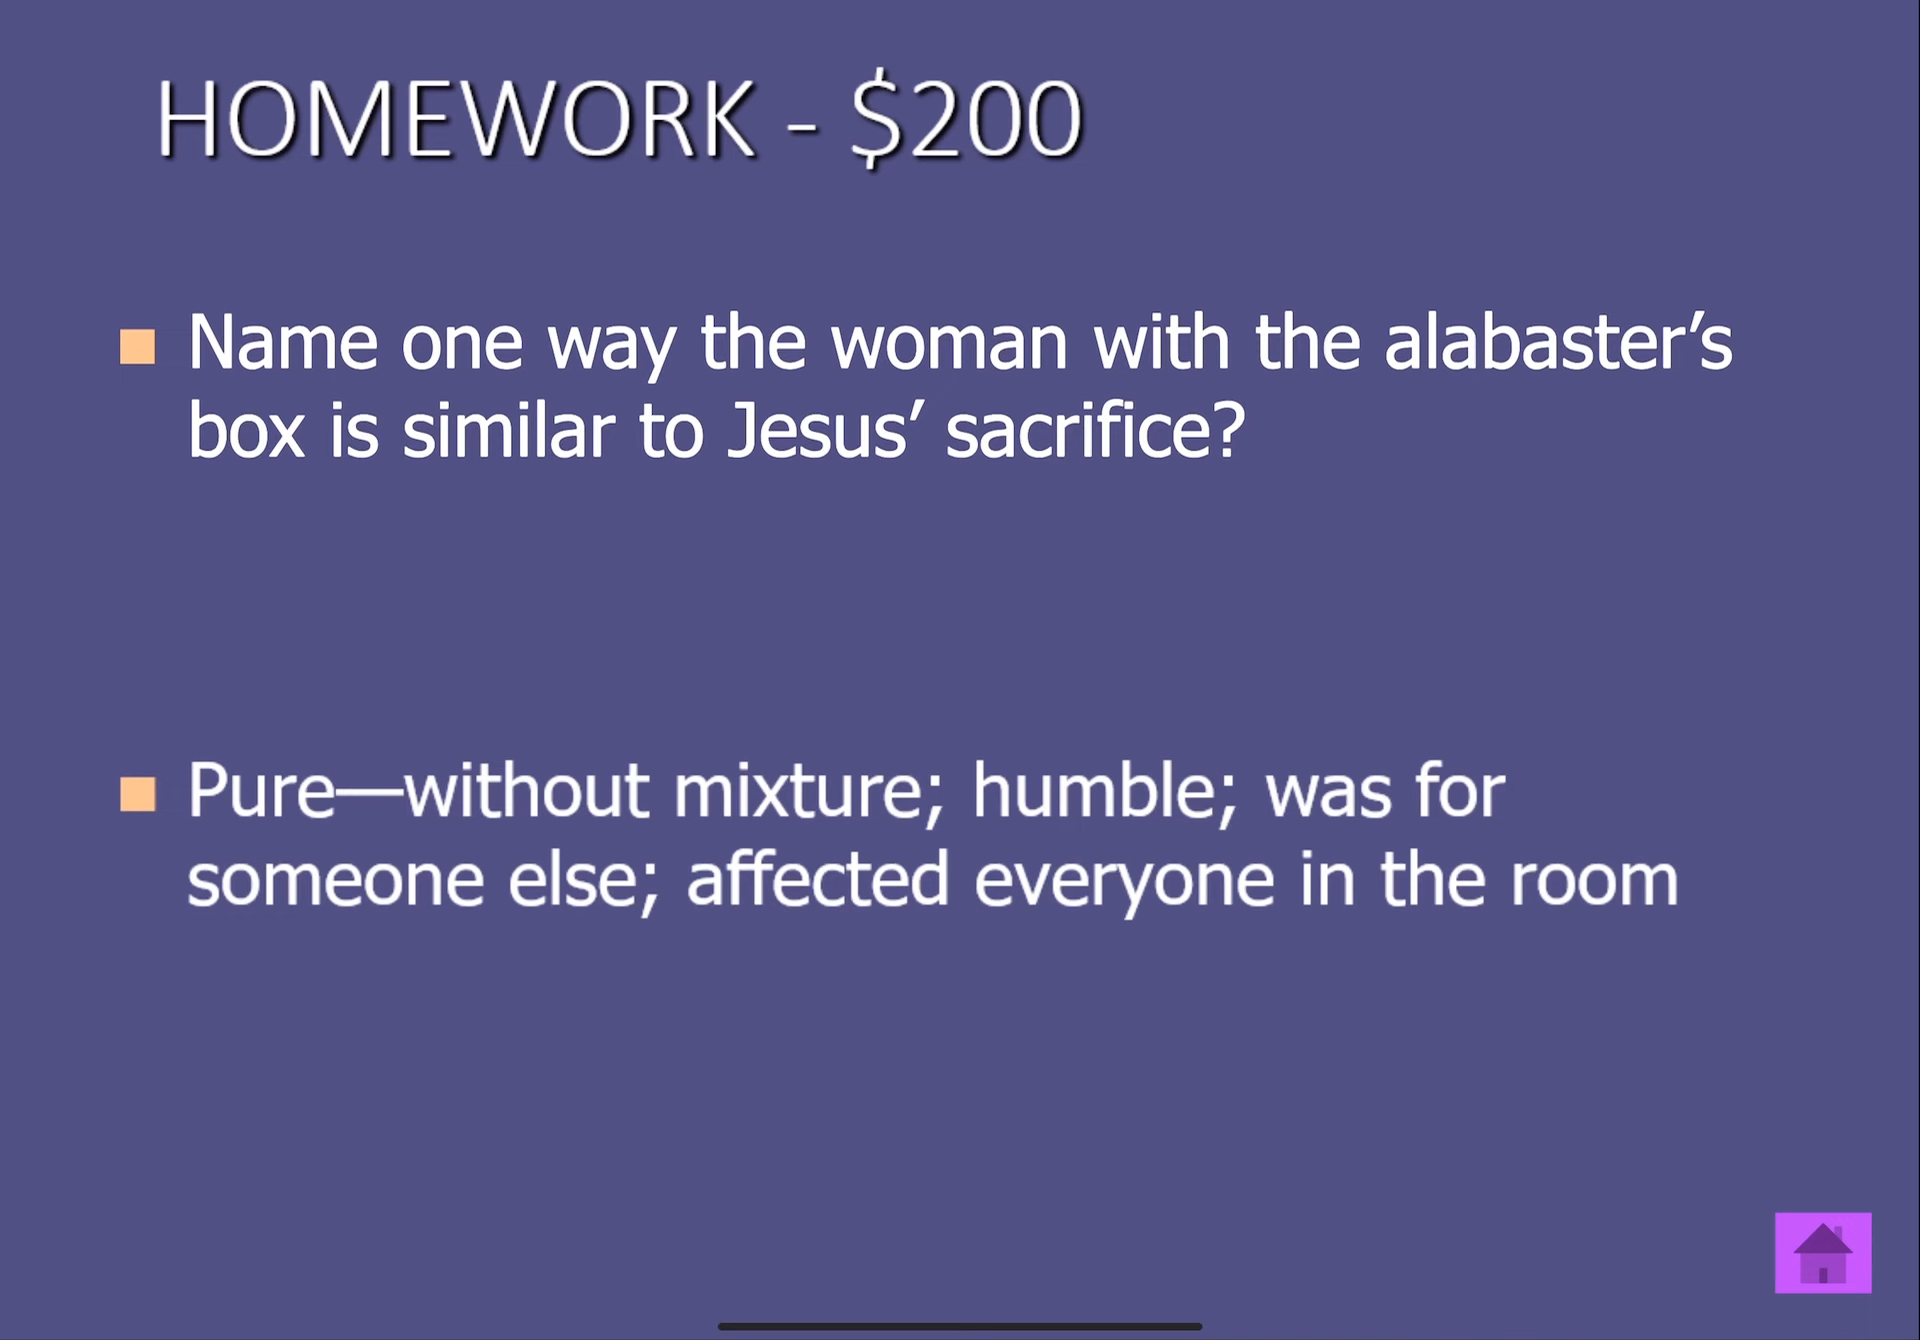 HOMEWORK - $200
Name one way the woman with the alabaster’s
box is similar to Jesus’ sacrifice?
Pure—without mixture; humble; was for
someone else; affected everyone in the room